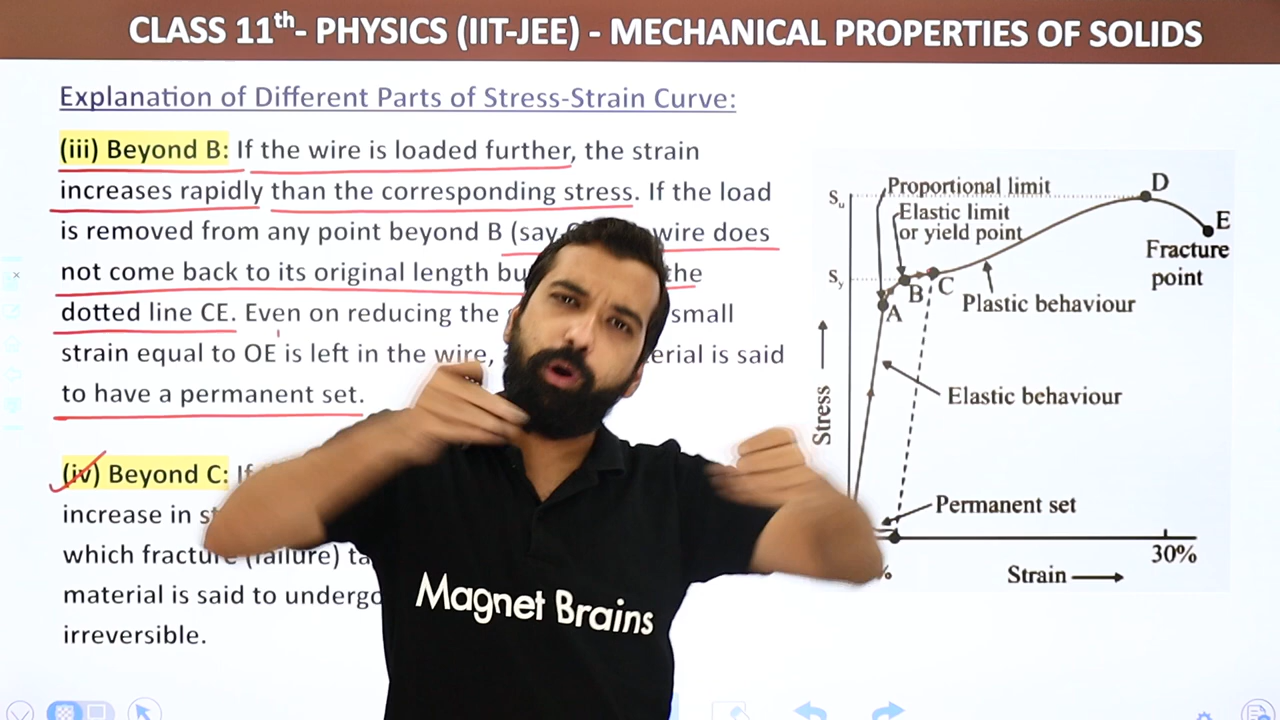 CLASS 11th- PHYSICS (IIT-JEE) - MECHANICAL PROPERTIES OF SOLIDS
Explanation of Different Parts of Stress-Strain Curve:
(iii) Beyond B: If the wire is loaded further, the strain
increases rapidly than the corresponding stress. If the load
is removed from any point beyond B (say wire does
not come back to its original length the
dotted line CE. Even on reducing the small
strain equal to OE is left in the wire, is said
to have a permanent set.
(iv) Beyond C:
increase in
which fracture (failure)
material is said to undergo
irreversible.
Magnet Brains
Proportional limit
D
Su
Elastic limit
or yield point
E
Fracture
point
Sy
B
C
Plastic behaviour
A
Elastic behaviour
Stress
Permanent set
30%
%
Strain